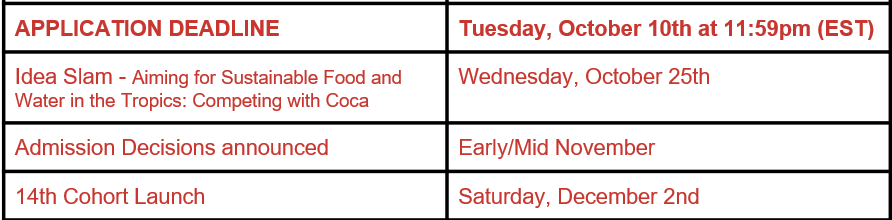 APPLICATION DEADLINE
Tuesday, October 10th at 11:59pm (EST)
Idea Slam - Aiming for Sustainable Food and
Water in the Tropics: Competing with Coca
Wednesday, October 25th
Admission Decisions announced
Early/Mid November
14th Cohort Launch
Saturday, December 2nd